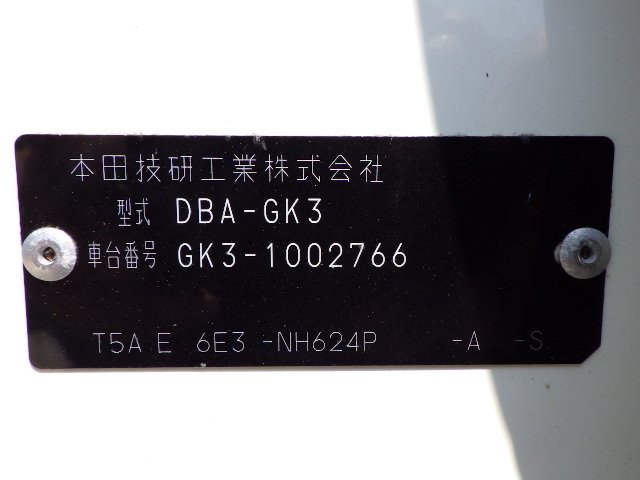 本田技研工業株式会社
型式 DBA-GK3
車台番号 GK3-1002766
T5A E 6E3 -NH624P -A -S